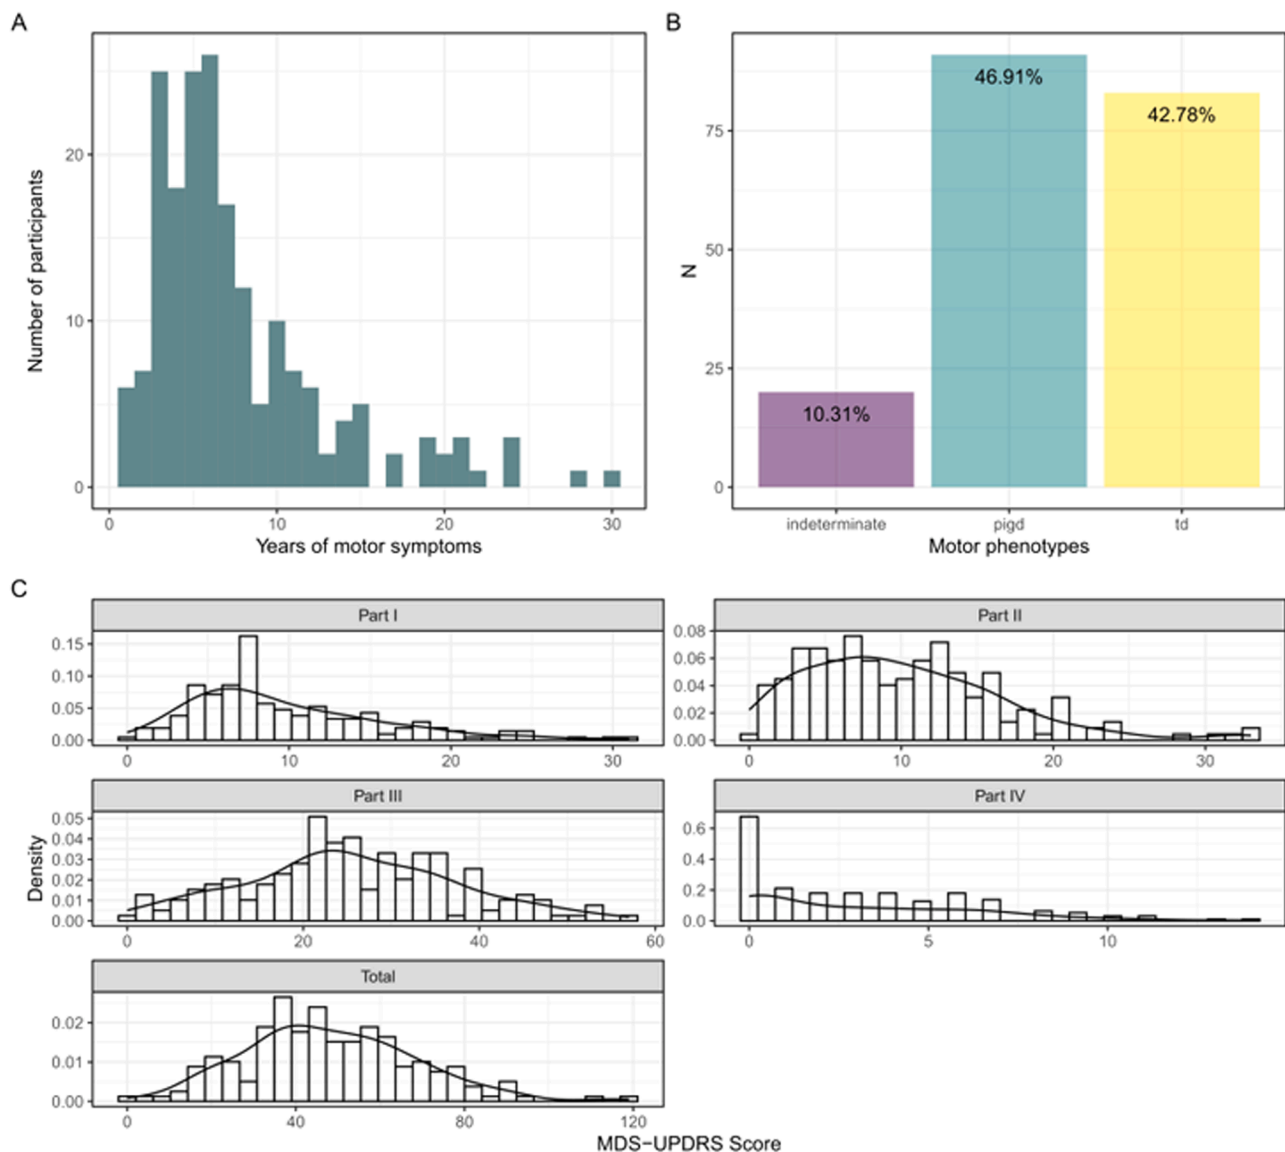 A
Number of participants
20
10
0
0 10 20 30
Years of motor symptoms
B
N
75
50
25
0
10.31%
46.91%
42.78%
indeterminate pigd td
Motor phenotypes
C
Density
Part I
0.15
0.10
0.05
0.00
0 10 20 30
Part II
0.08
0.06
0.04
0.02
0.00
0 10 20 30
Part III
0.05
0.04
0.03
0.02
0.01
0.00
0 20 40 60
Part IV
0.6
0.4
0.2
0.0
0 5 10
Total
0.02
0.01
0.00
0 40 80 120
MDS−UPDRS Score